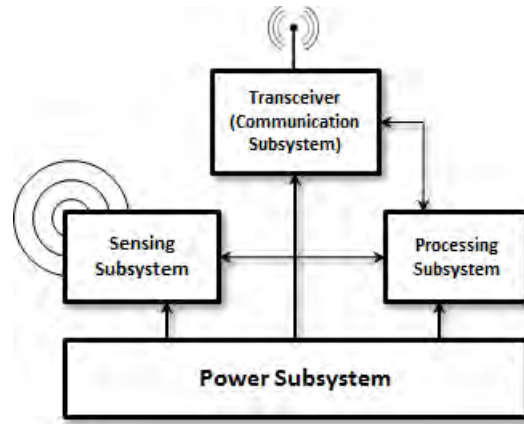 Transceiver
(Communication
Subsystem)
Sensing
Subsystem
Processing
Subsystem
Power Subsystem